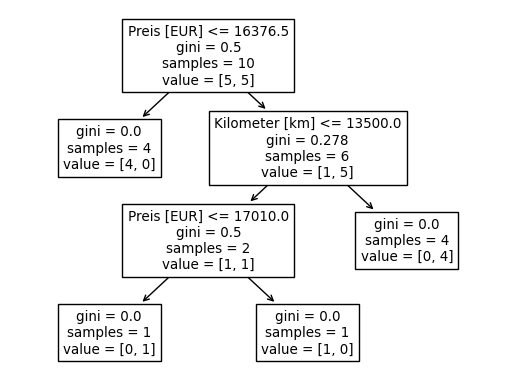 Preis [EUR] <= 16376.5
gini = 0.5
samples = 10
value = [5, 5]
gini = 0.0
samples = 4
value = [4, 0]
Kilometer [km] <= 13500.0
gini = 0.278
samples = 6
value = [1, 5]
Preis [EUR] <= 17010.0
gini = 0.5
samples = 2
value = [1, 1]
gini = 0.0
samples = 4
value = [0, 4]
gini = 0.0
samples = 1
value = [0, 1]
gini = 0.0
samples = 1
value = [1, 0]